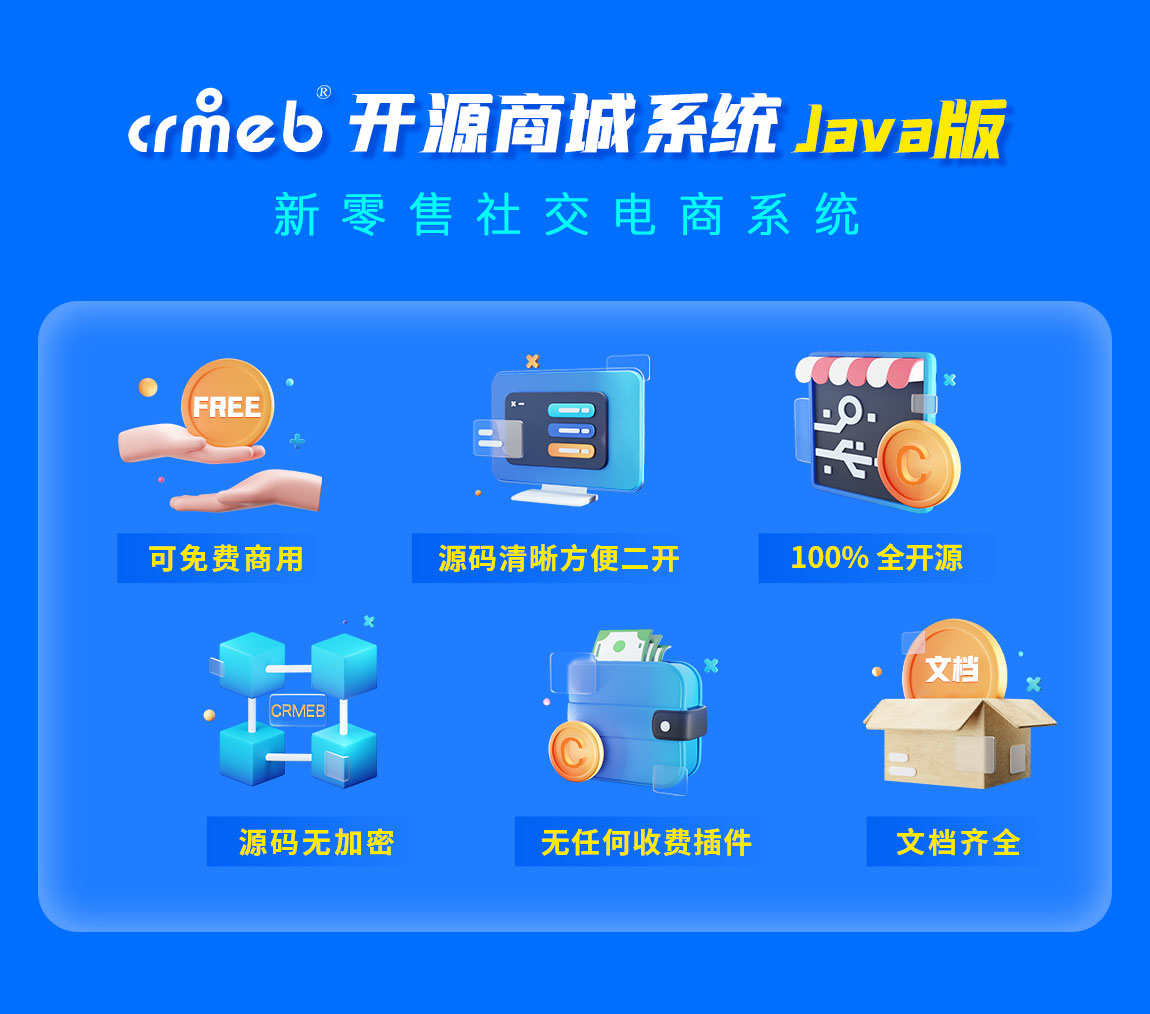 crmeb® 开源商城系统 Java版
新零售社交电商系统
FREE
可免费商用
源码清晰方便二开
C
100% 全开源
CRMEB
源码无加密
C
无任何收费插件
文档
文档齐全